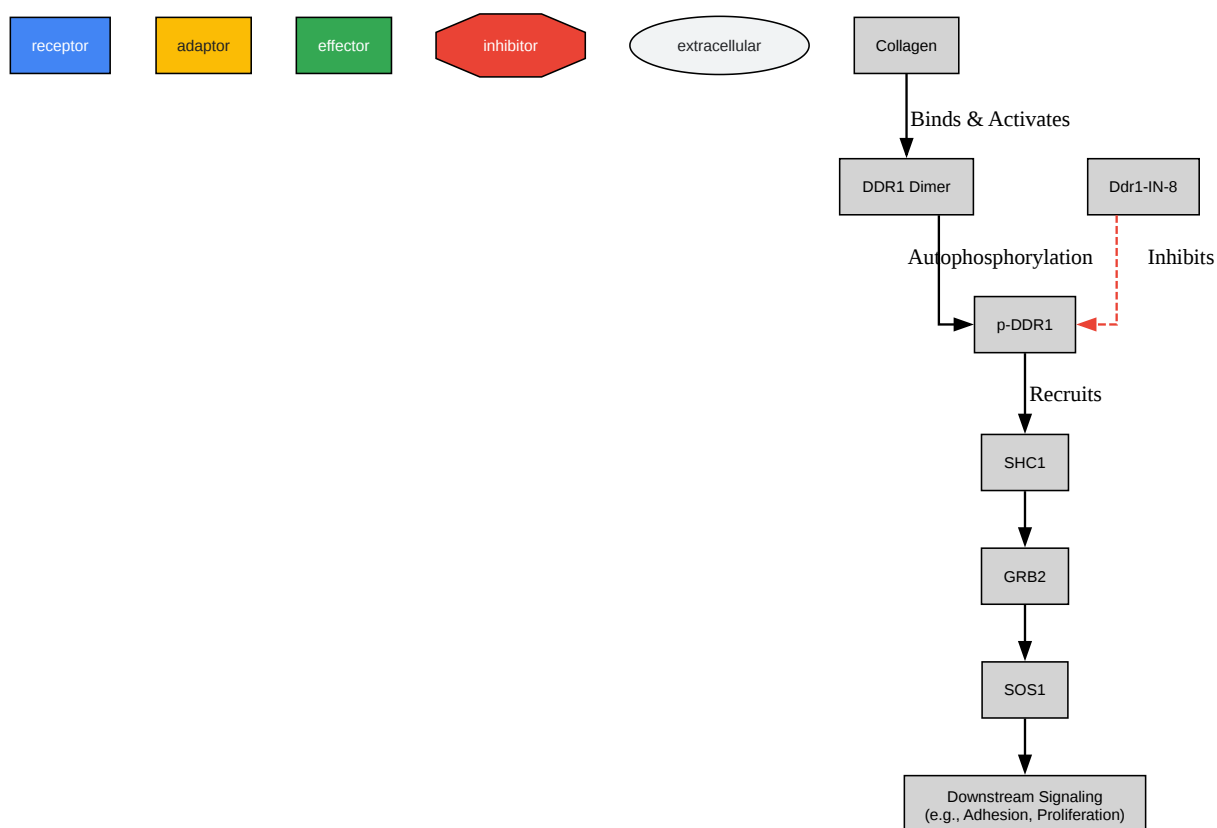 receptor
adaptor
effector
inhibitor
extracellular
Collagen
Binds & Activates
DDR1 Dimer
Ddr1-IN-8
Autophosphorylation
Inhibits
p-DDR1
Recruits
SHC1
GRB2
SOS1
Downstream Signaling
(e.g., Adhesion, Proliferation)